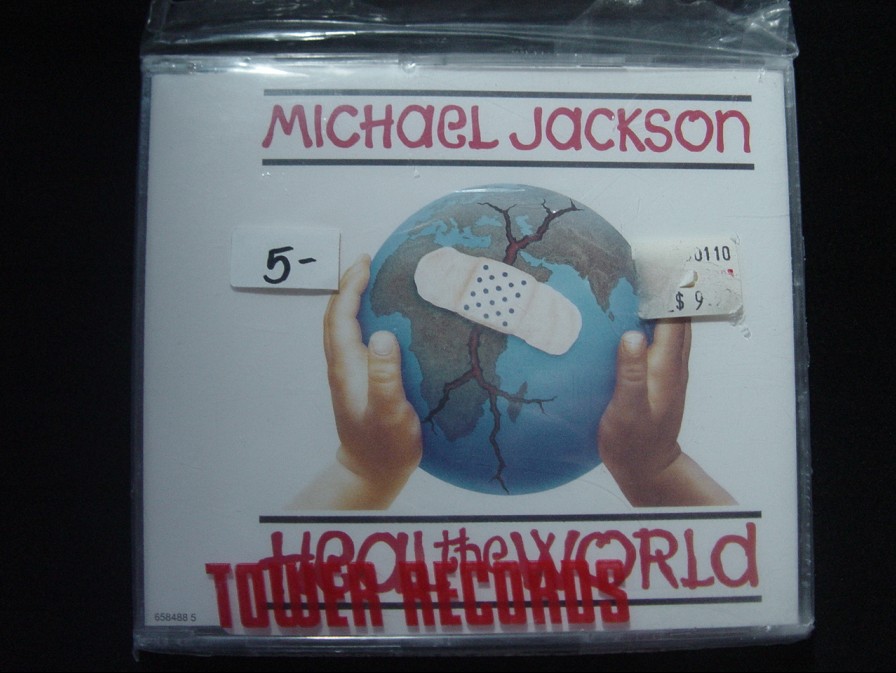 MICHAEL JACKSON
5-
0110
$ 9
HEAL the WORLD
TOWER RECORDS
658488 5